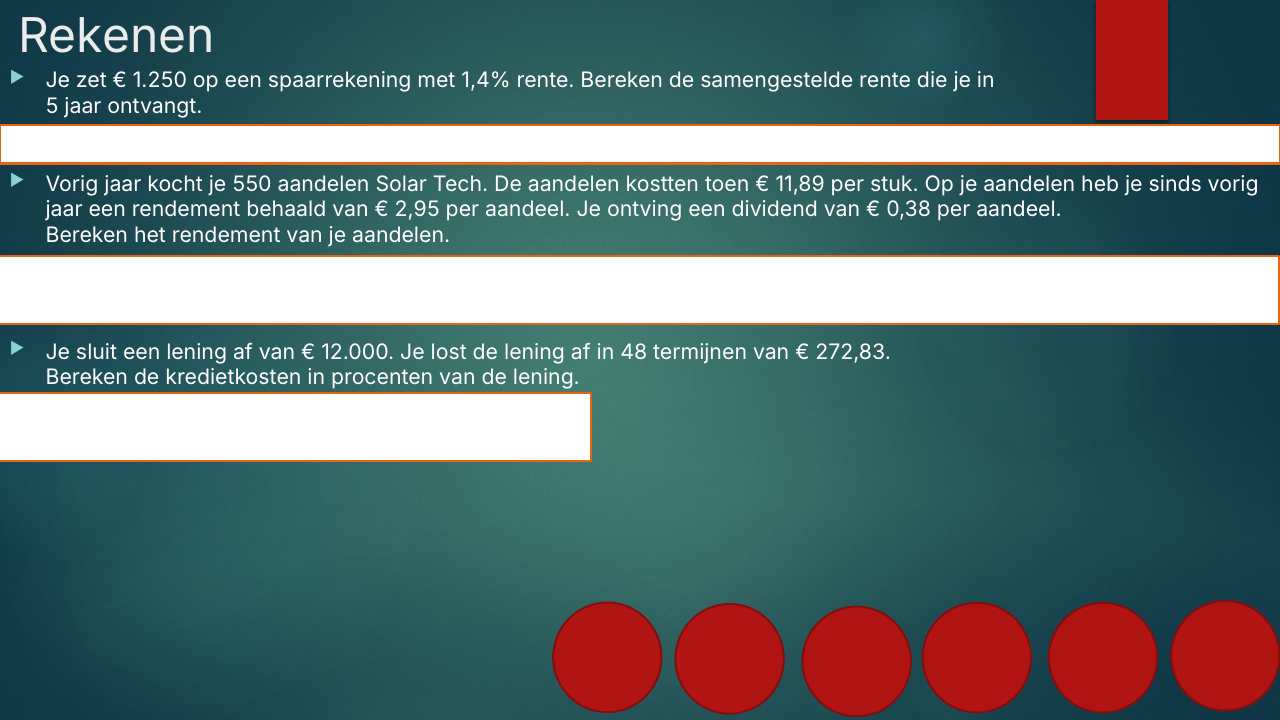 Rekenen
Je zet € 1.250 op een spaarrekening met 1,4% rente. Bereken de samengestelde rente die je in
5 jaar ontvangt.
Vorig jaar kocht je 550 aandelen Solar Tech. De aandelen kostten toen € 11,89 per stuk. Op je aandelen heb je sinds vorig
jaar een rendement behaald van € 2,95 per aandeel. Je ontving een dividend van € 0,38 per aandeel.
Bereken het rendement van je aandelen.
Je sluit een lening af van € 12.000. Je lost de lening af in 48 termijnen van € 272,83.
Bereken de kredietkosten in procenten van de lening.